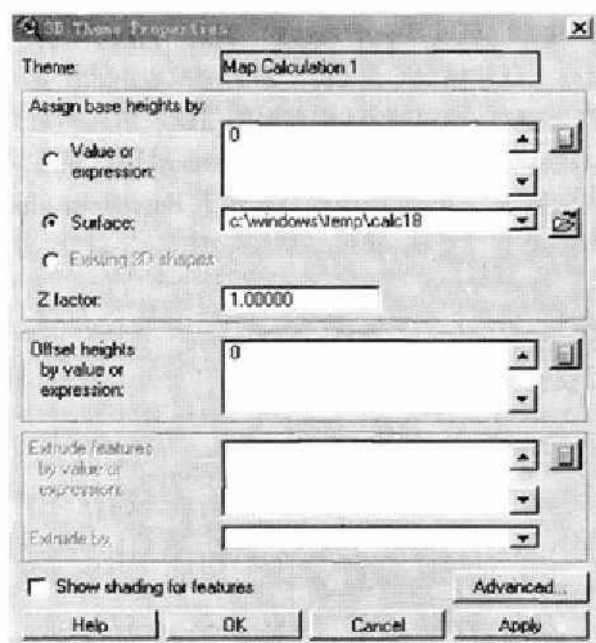 3D Theme Properties
Theme:
Map Calculation 1
Assign base heights by:
Value or
expression:
0
Surface:
c:\windows\temp\calc18
Existing 3D shapes
Z factor:
1.00000
Offset heights
by value or
expression:
0
Extrude features
by value or
expression:
Extrude by:
Show shading for features
Advanced...
Help
OK
Cancel
Apply